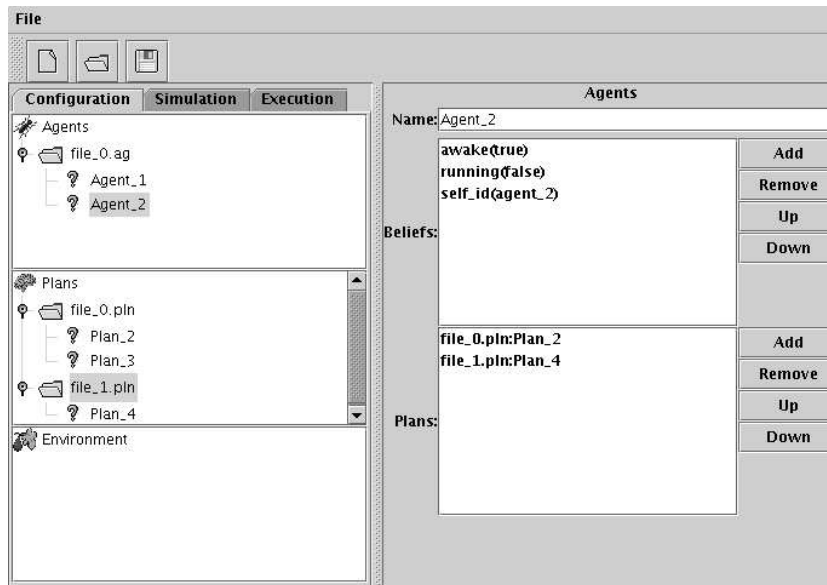 File
Configuration Simulation Execution
Agents
file_0.ag
Agent_1
Agent_2
Plans
file_0.pln
Plan_2
Plan_3
file_1.pln
Plan_4
Environment
Agents
Name: Agent_2
Beliefs:
awake(true)
running(false)
self_id(agent_2)
Add
Remove
Up
Down
Plans:
file_0.pln:Plan_2
file_1.pln:Plan_4
Add
Remove
Up
Down